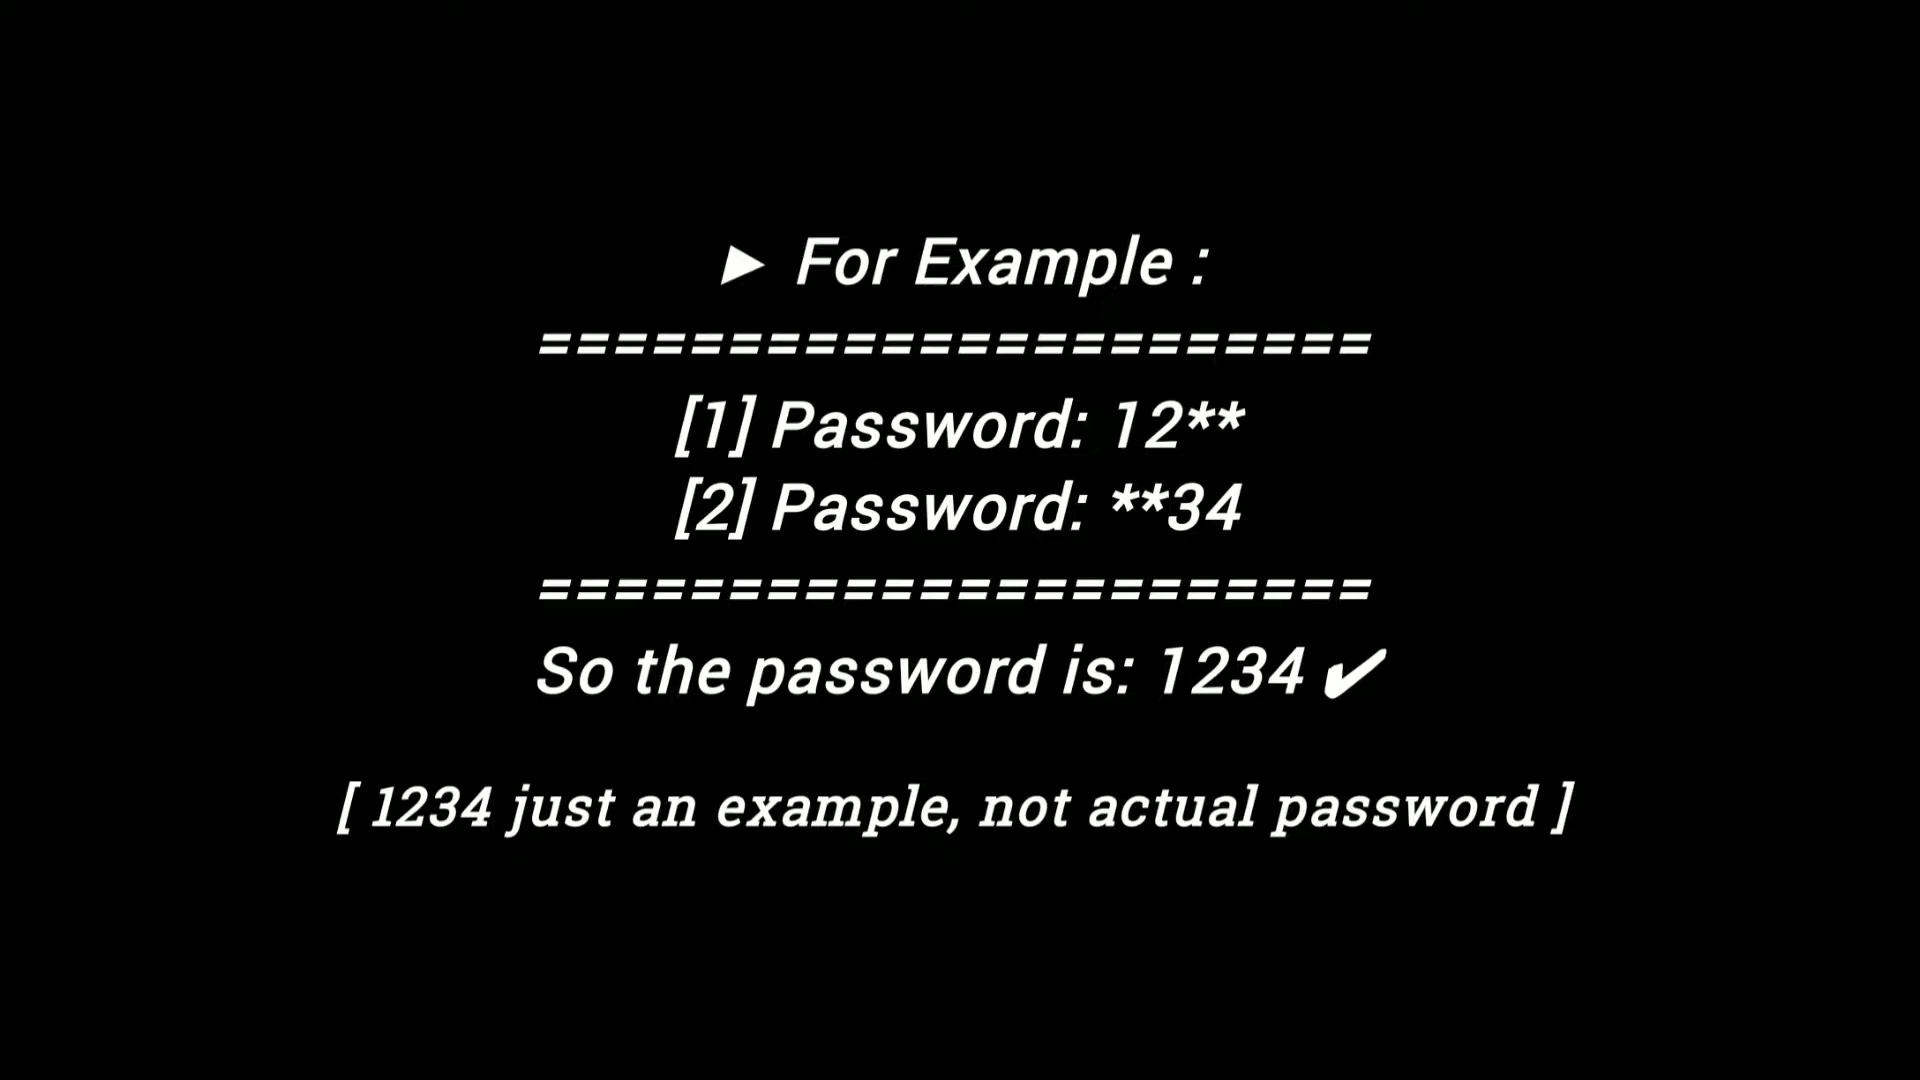 ► For Example :
======================
[1] Password: 12**
[2] Password: **34
======================
So the password is: 1234 ✔
[ 1234 just an example, not actual password ]